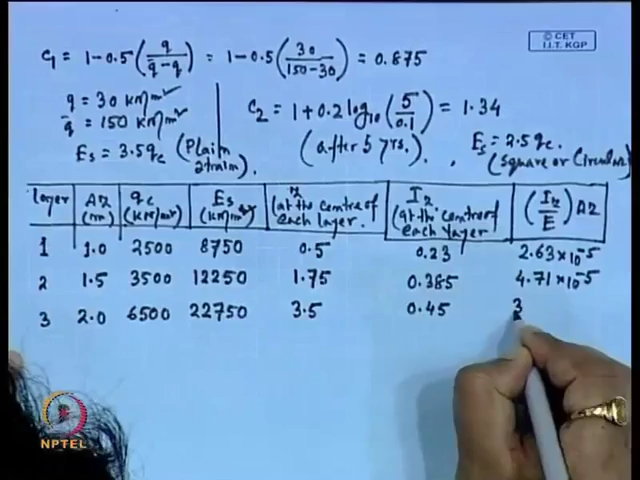 © CET
I.I.T. KGP
C1 = 1-0.5(q/(q̄-q)) = 1-0.5(30/(150-30)) = 0.875
q = 30 kN/m²
q̄ = 150 kN/m²
Es = 3.5qc (Plain strain).
C2 = 1+0.2 log10(5/0.1) = 1.34
(after 5 yrs.).
, Es = 2.5qc.
(Square or Circular)
layer | Δz (m) | qc (kN/m²) | Es (kN/m²) | z (at the centre of each layer. | Iz (at the centre of each layer | (Iz/E) Δz
1 1.0 2500 8750 0.5 0.23 2.63×10⁻⁵
2 1.5 3500 12250 1.75 0.385 4.71×10⁻⁵
3 2.0 6500 22750 3.5 0.45 3
NPTEL